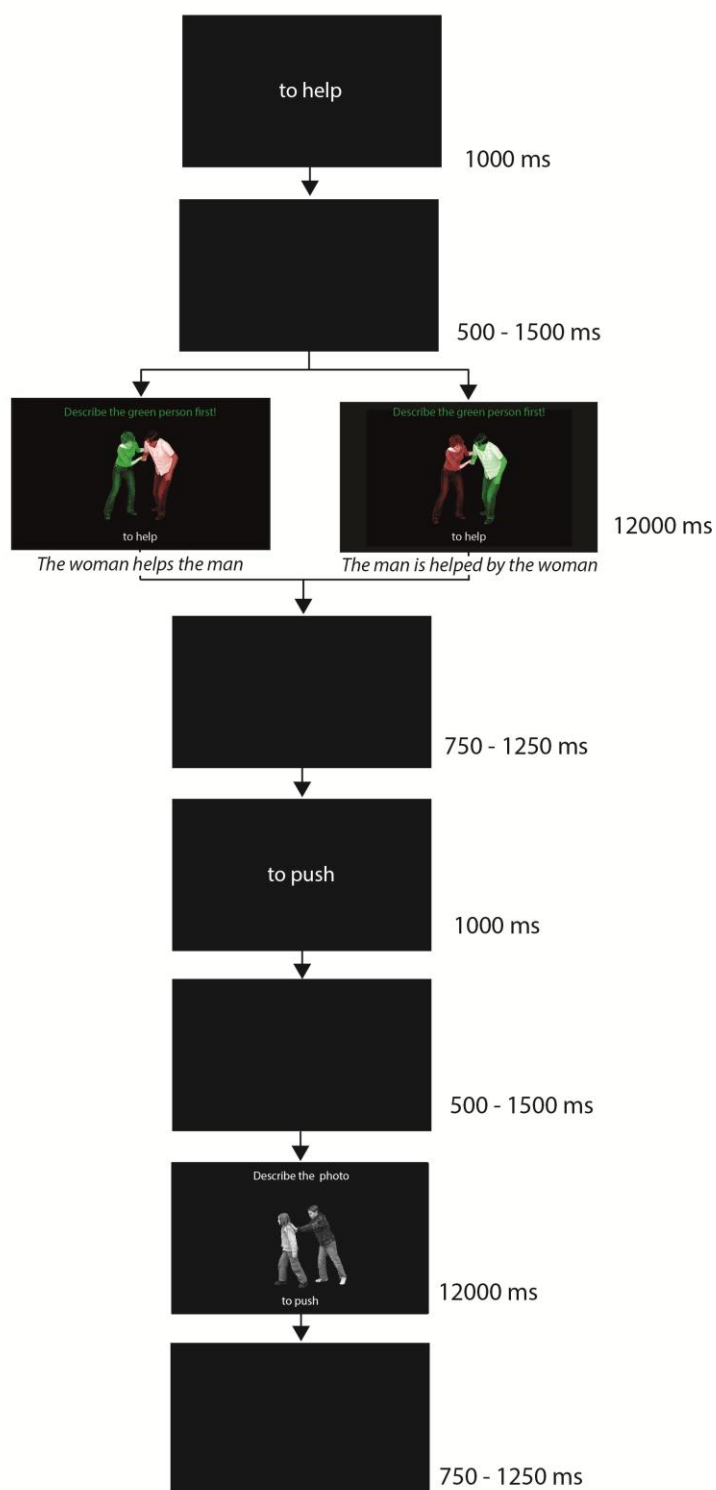 to help
1000 ms
500 - 1500 ms
Describe the green person first!
to help
The woman helps the man
Describe the green person first!
to help
The man is helped by the woman
12000 ms
750 - 1250 ms
to push
1000 ms
500 - 1500 ms
Describe the photo
to push
12000 ms
750 - 1250 ms